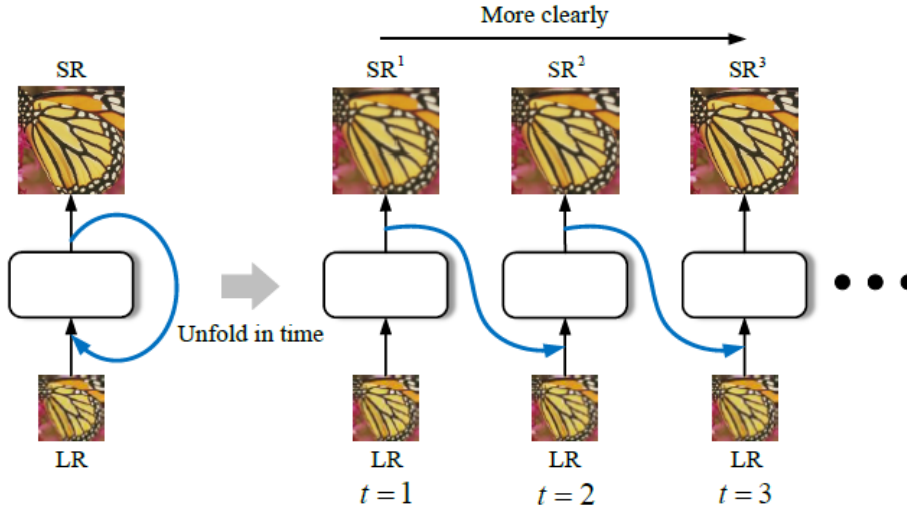 More clearly
SR
SR¹ SR² SR³
Unfold in time
LR
LR LR LR
t = 1 t = 2 t = 3